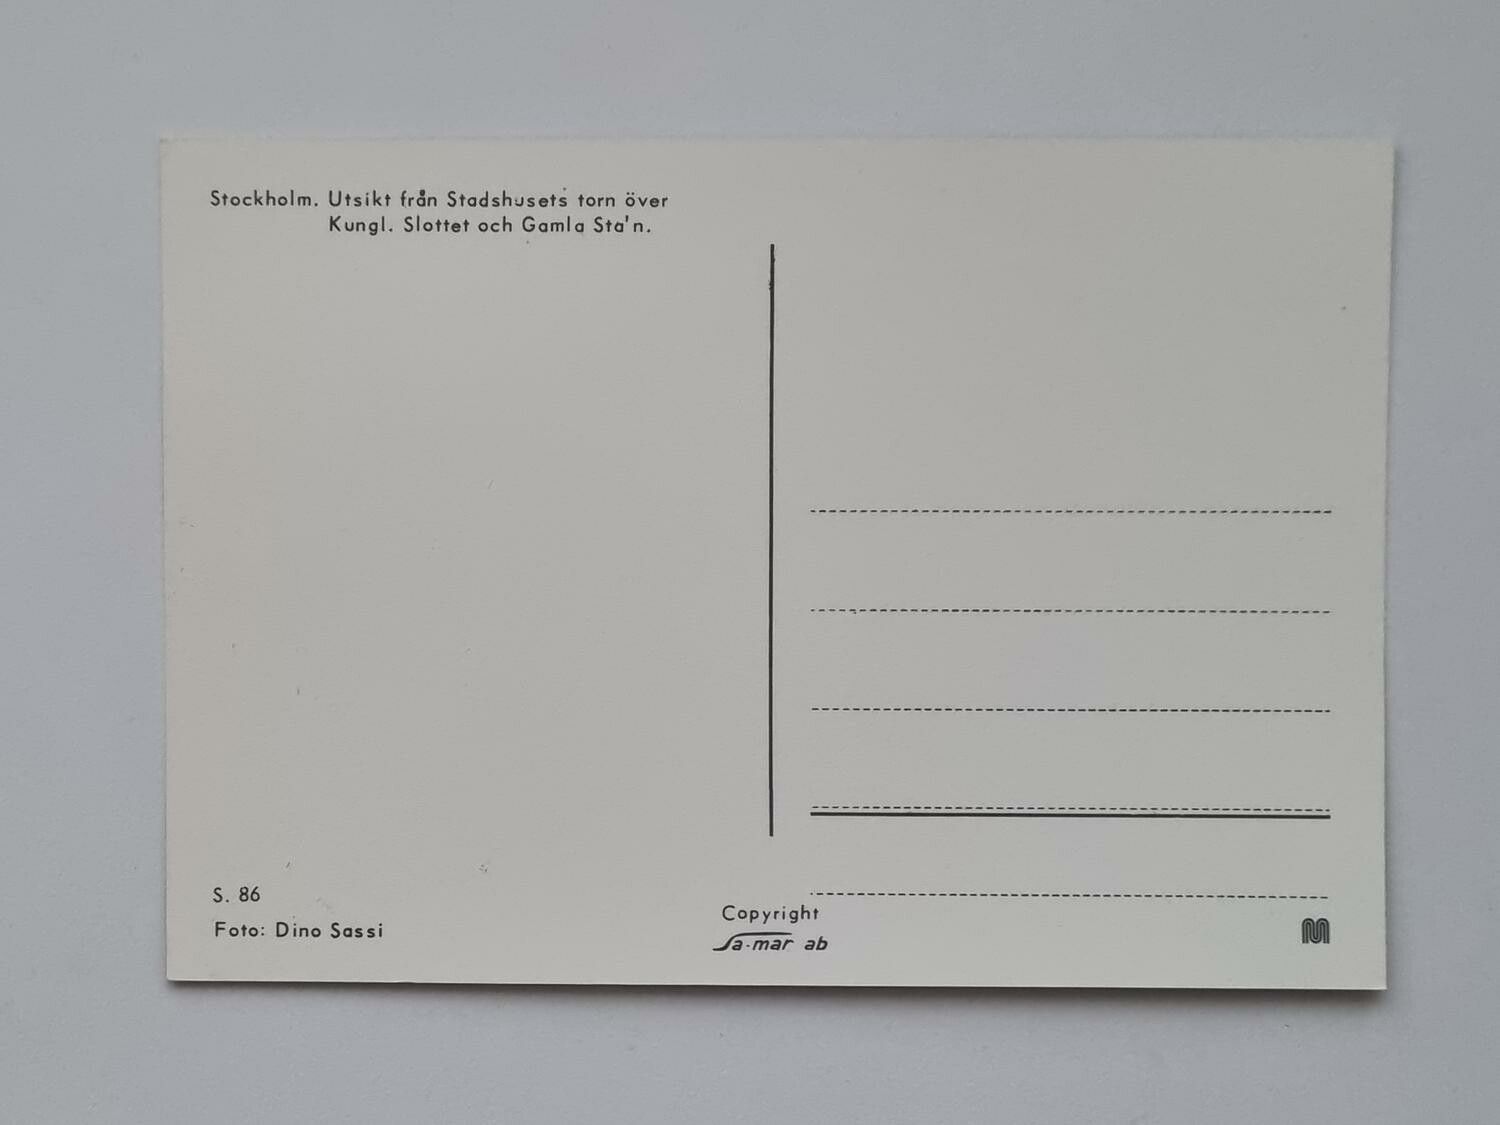 Stockholm. Utsikt från Stadshusets torn över
Kungl. Slottet och Gamla Sta'n.
S. 86
Foto: Dino Sassi
Copyright
Sa-mar ab
M